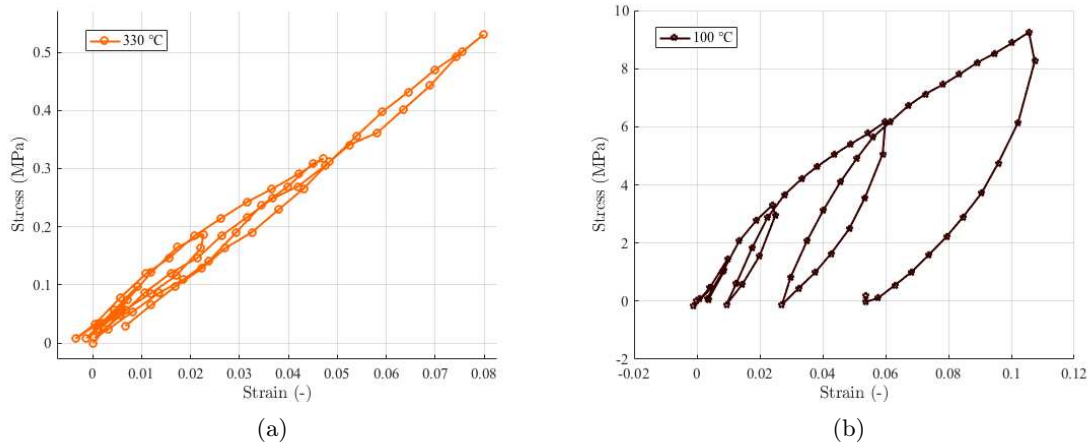 330 °C
0.5
0.4
0.3
0.2
0.1
0
0 0.01 0.02 0.03 0.04 0.05 0.06 0.07 0.08
Stress (MPa)
Strain (-)
(a)
100 °C
10
8
6
4
2
0
-2
-0.02 0 0.02 0.04 0.06 0.08 0.1 0.12
Stress (MPa)
Strain (-)
(b)